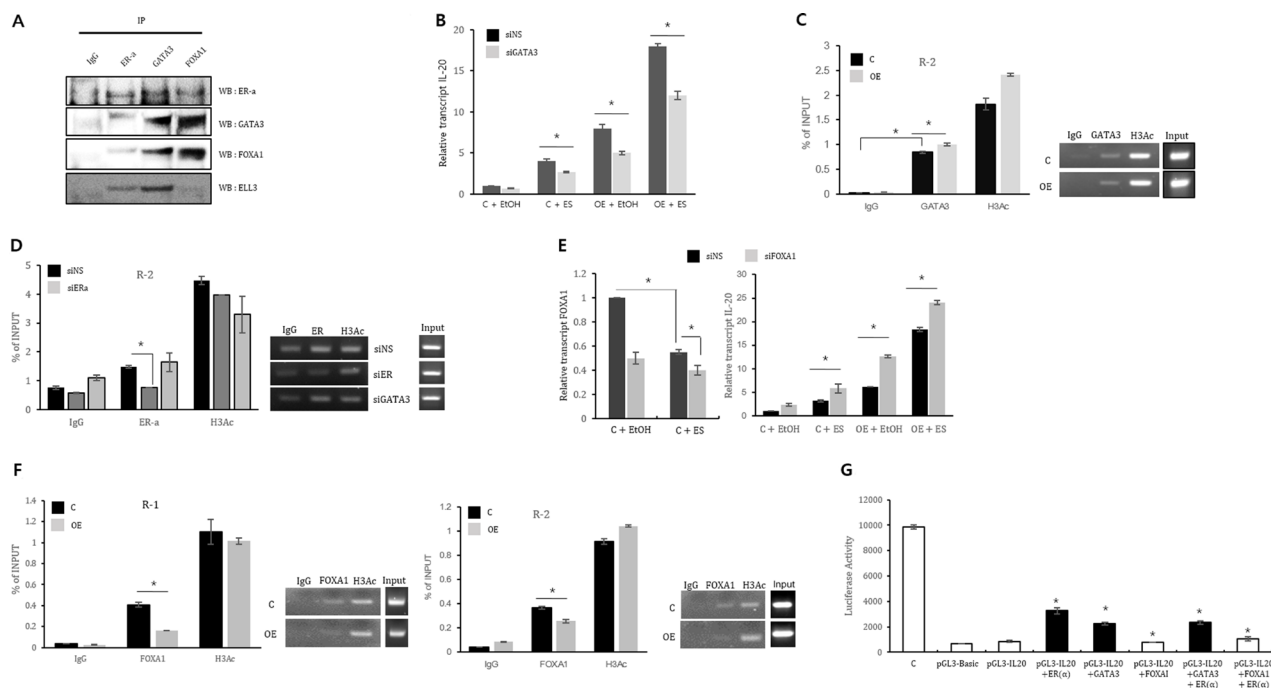 A
IP
IgG
ER-a
GATA3
FOXA1
WB : ER-a
WB : GATA3
WB : FOXA1
WB : ELL3
B
Relative transcript IL-20
20
15
10
5
0
siNS
siGATA3
*
*
*
C + EtOH
C + ES
OE + EtOH
OE + ES
C
R-2
% of INPUT
3
2.5
2
1.5
1
0.5
0
C
OE
*
*
IgG
GATA3
H3Ac
IgG GATA3 H3Ac Input
C
OE
D
R-2
% of INPUT
5
4
3
2
1
0
siNS
siERa
*
IgG
ER-a
H3Ac
IgG ER H3Ac Input
siNS
siER
siGATA3
E
siNS
siFOXA1
Relative transcript FOXA1
1.2
1
0.8
0.6
0.4
0.2
0
*
*
C + EtOH
C + ES
Relative transcript IL-20
30
25
20
15
10
5
0
*
*
*
C + EtOH
C + ES
OE + EtOH
OE + ES
F
R-1
% of INPUT
1.4
1.2
1
0.8
0.6
0.4
0.2
0
C
OE
*
IgG
FOXA1
H3Ac
IgG FOXA1 H3Ac Input
C
OE
R-2
% of INPUT
1.2
1
0.8
0.6
0.4
0.2
0
C
OE
*
IgG
FOXA1
H3Ac
IgG FOXA1 H3Ac Input
C
OE
G
Luciferase Activity
12000
10000
8000
6000
4000
2000
0
*
*
*
*
*
C
pGL3-Basic
pGL3-IL20
pGL3-IL20
+ER(α)
pGL3-IL20
+GATA3
pGL3-IL20
+FOXAI
pGL3-IL20
+GATA3
+ER(α)
pGL3-IL20
+FOXA1
+ER(α)